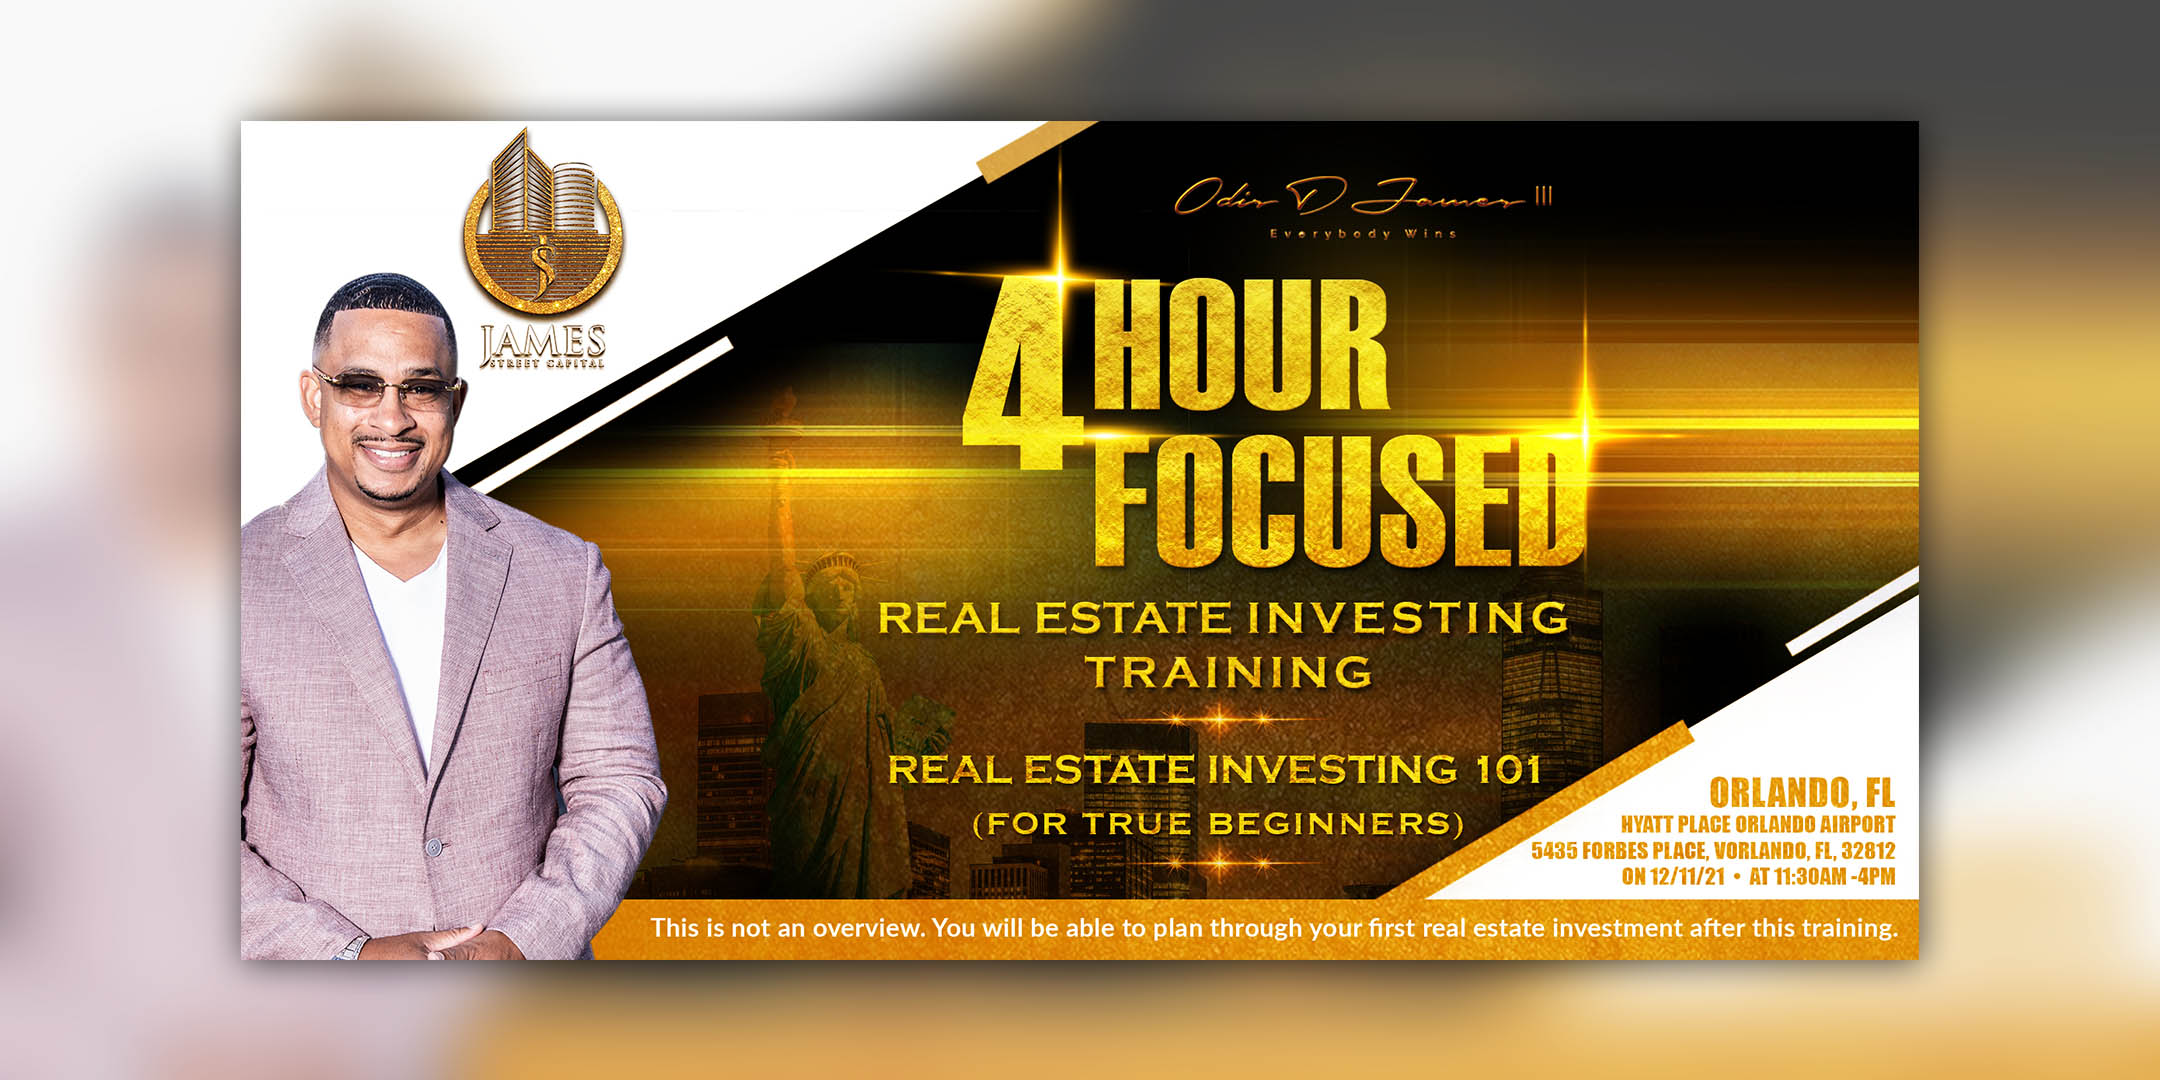 JAMES
STREET CAPITAL
Odis D James III
Everybody Wins
4 HOUR
FOCUSED
REAL ESTATE INVESTING
TRAINING
REAL ESTATE INVESTING 101
(FOR TRUE BEGINNERS)
ORLANDO, FL
HYATT PLACE ORLANDO AIRPORT
5435 FORBES PLACE, VORLANDO, FL, 32812
ON 12/11/21 • AT 11:30AM -4PM
This is not an overview. You will be able to plan through your first real estate investment after this training.